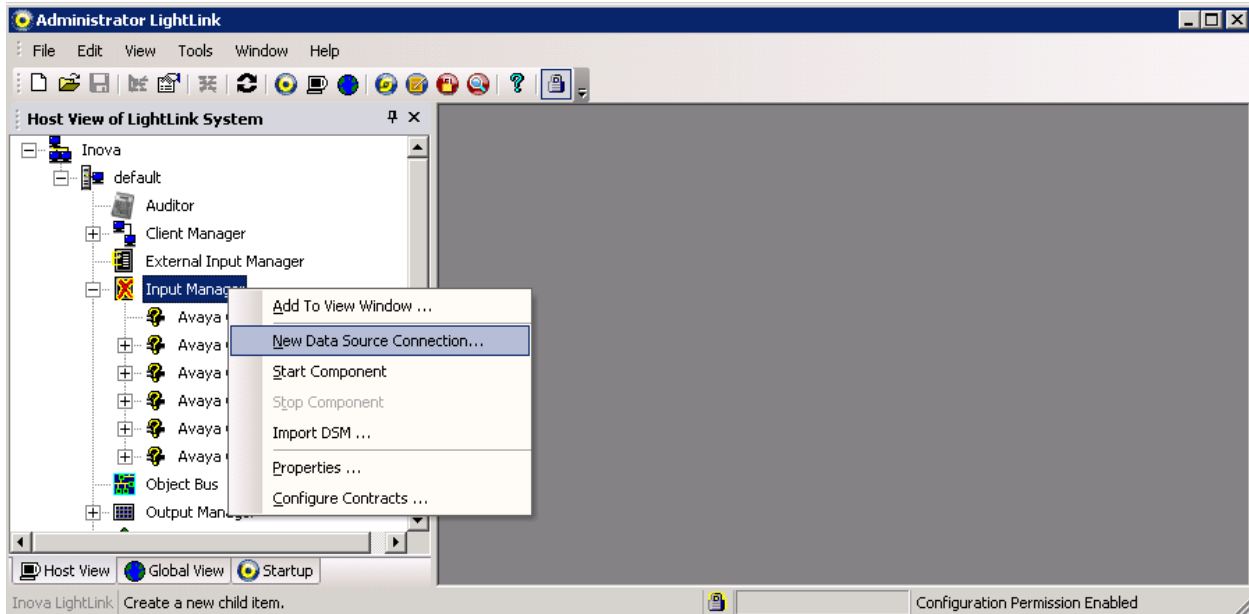 Administrator LightLink
File Edit View Tools Window Help
Host View of LightLink System
Inova
default
Auditor
Client Manager
External Input Manager
Input Manager
Avaya
Avaya
Avaya
Avaya
Avaya
Avaya
Object Bus
Output
Add To View Window ...
New Data Source Connection...
Start Component
Stop Component
Import DSM ...
Properties ...
Configure Contracts ...
Host View Global View Startup
Inova LightLink Create a new child item. Configuration Permission Enabled